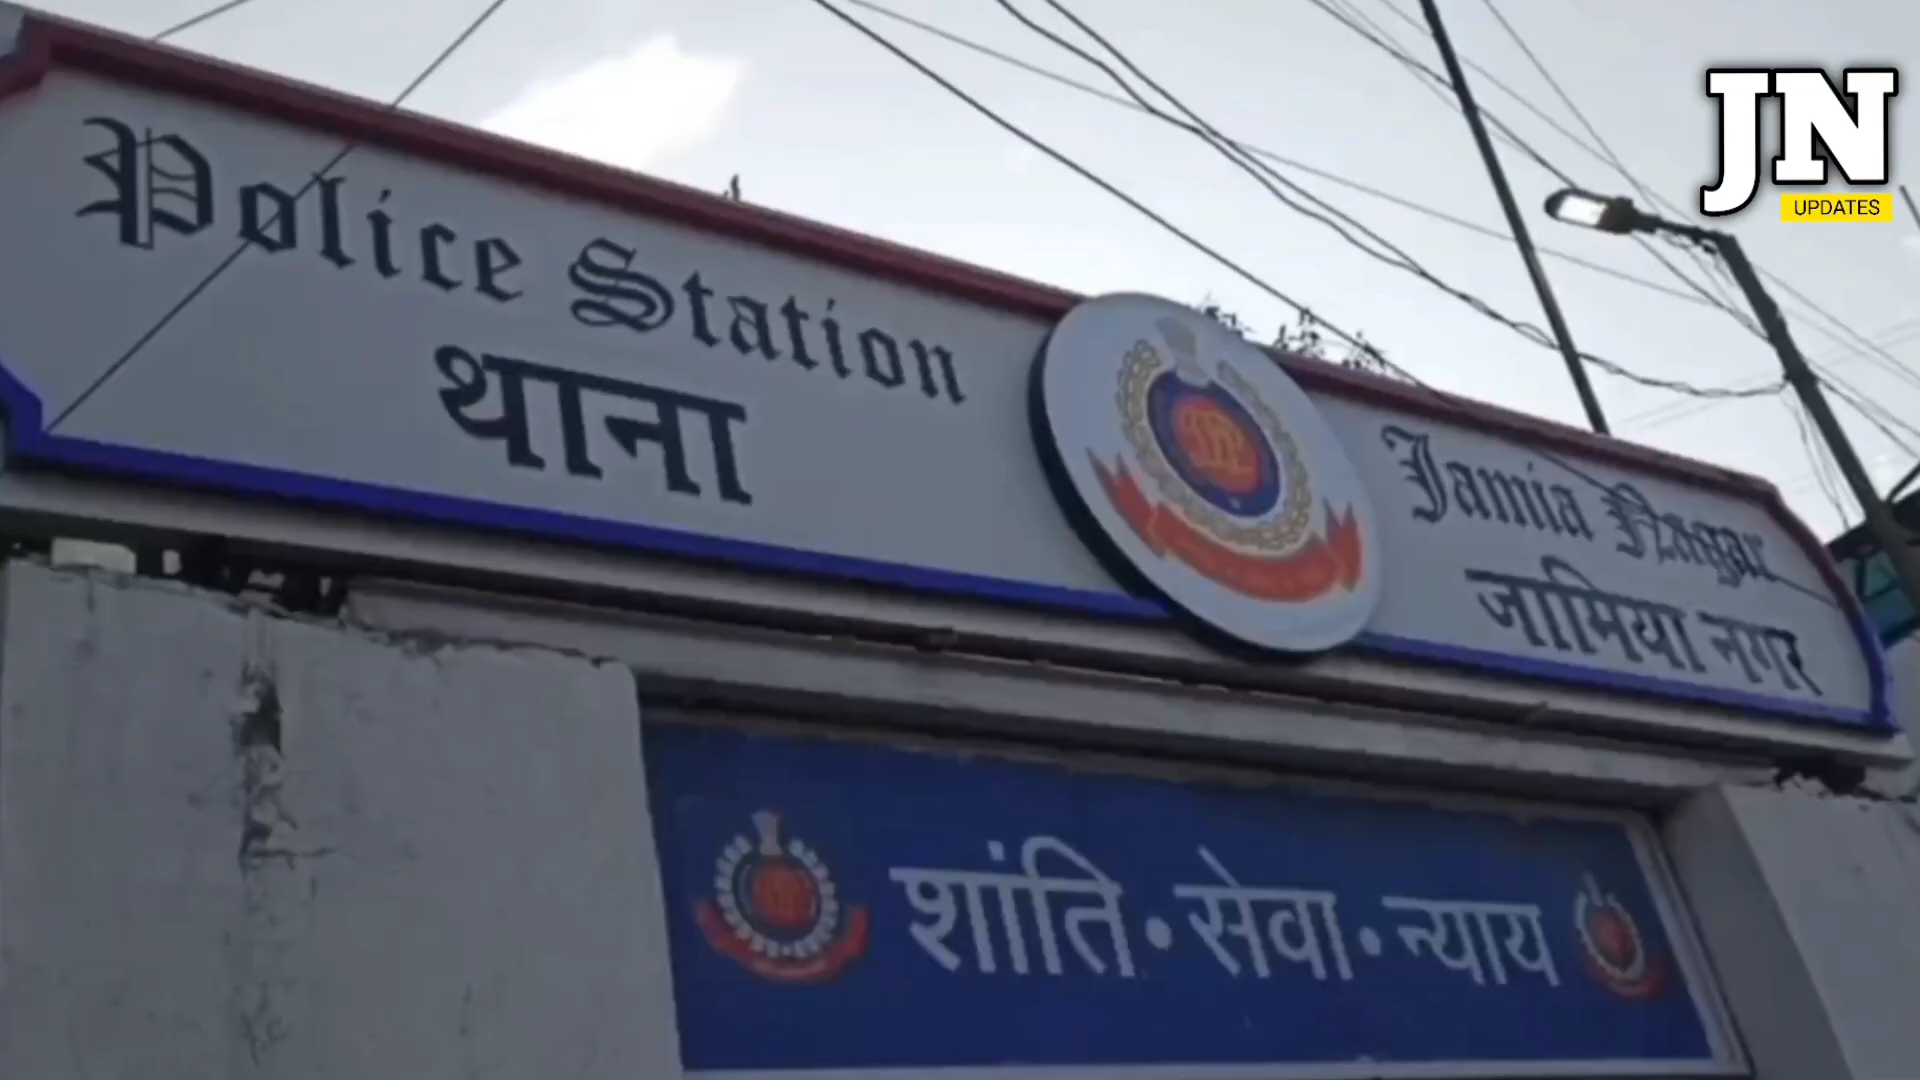 JN
UPDATES
Police Station
थाना
Jamia Nagar
जामिया नगर
शांति • सेवा • न्याय